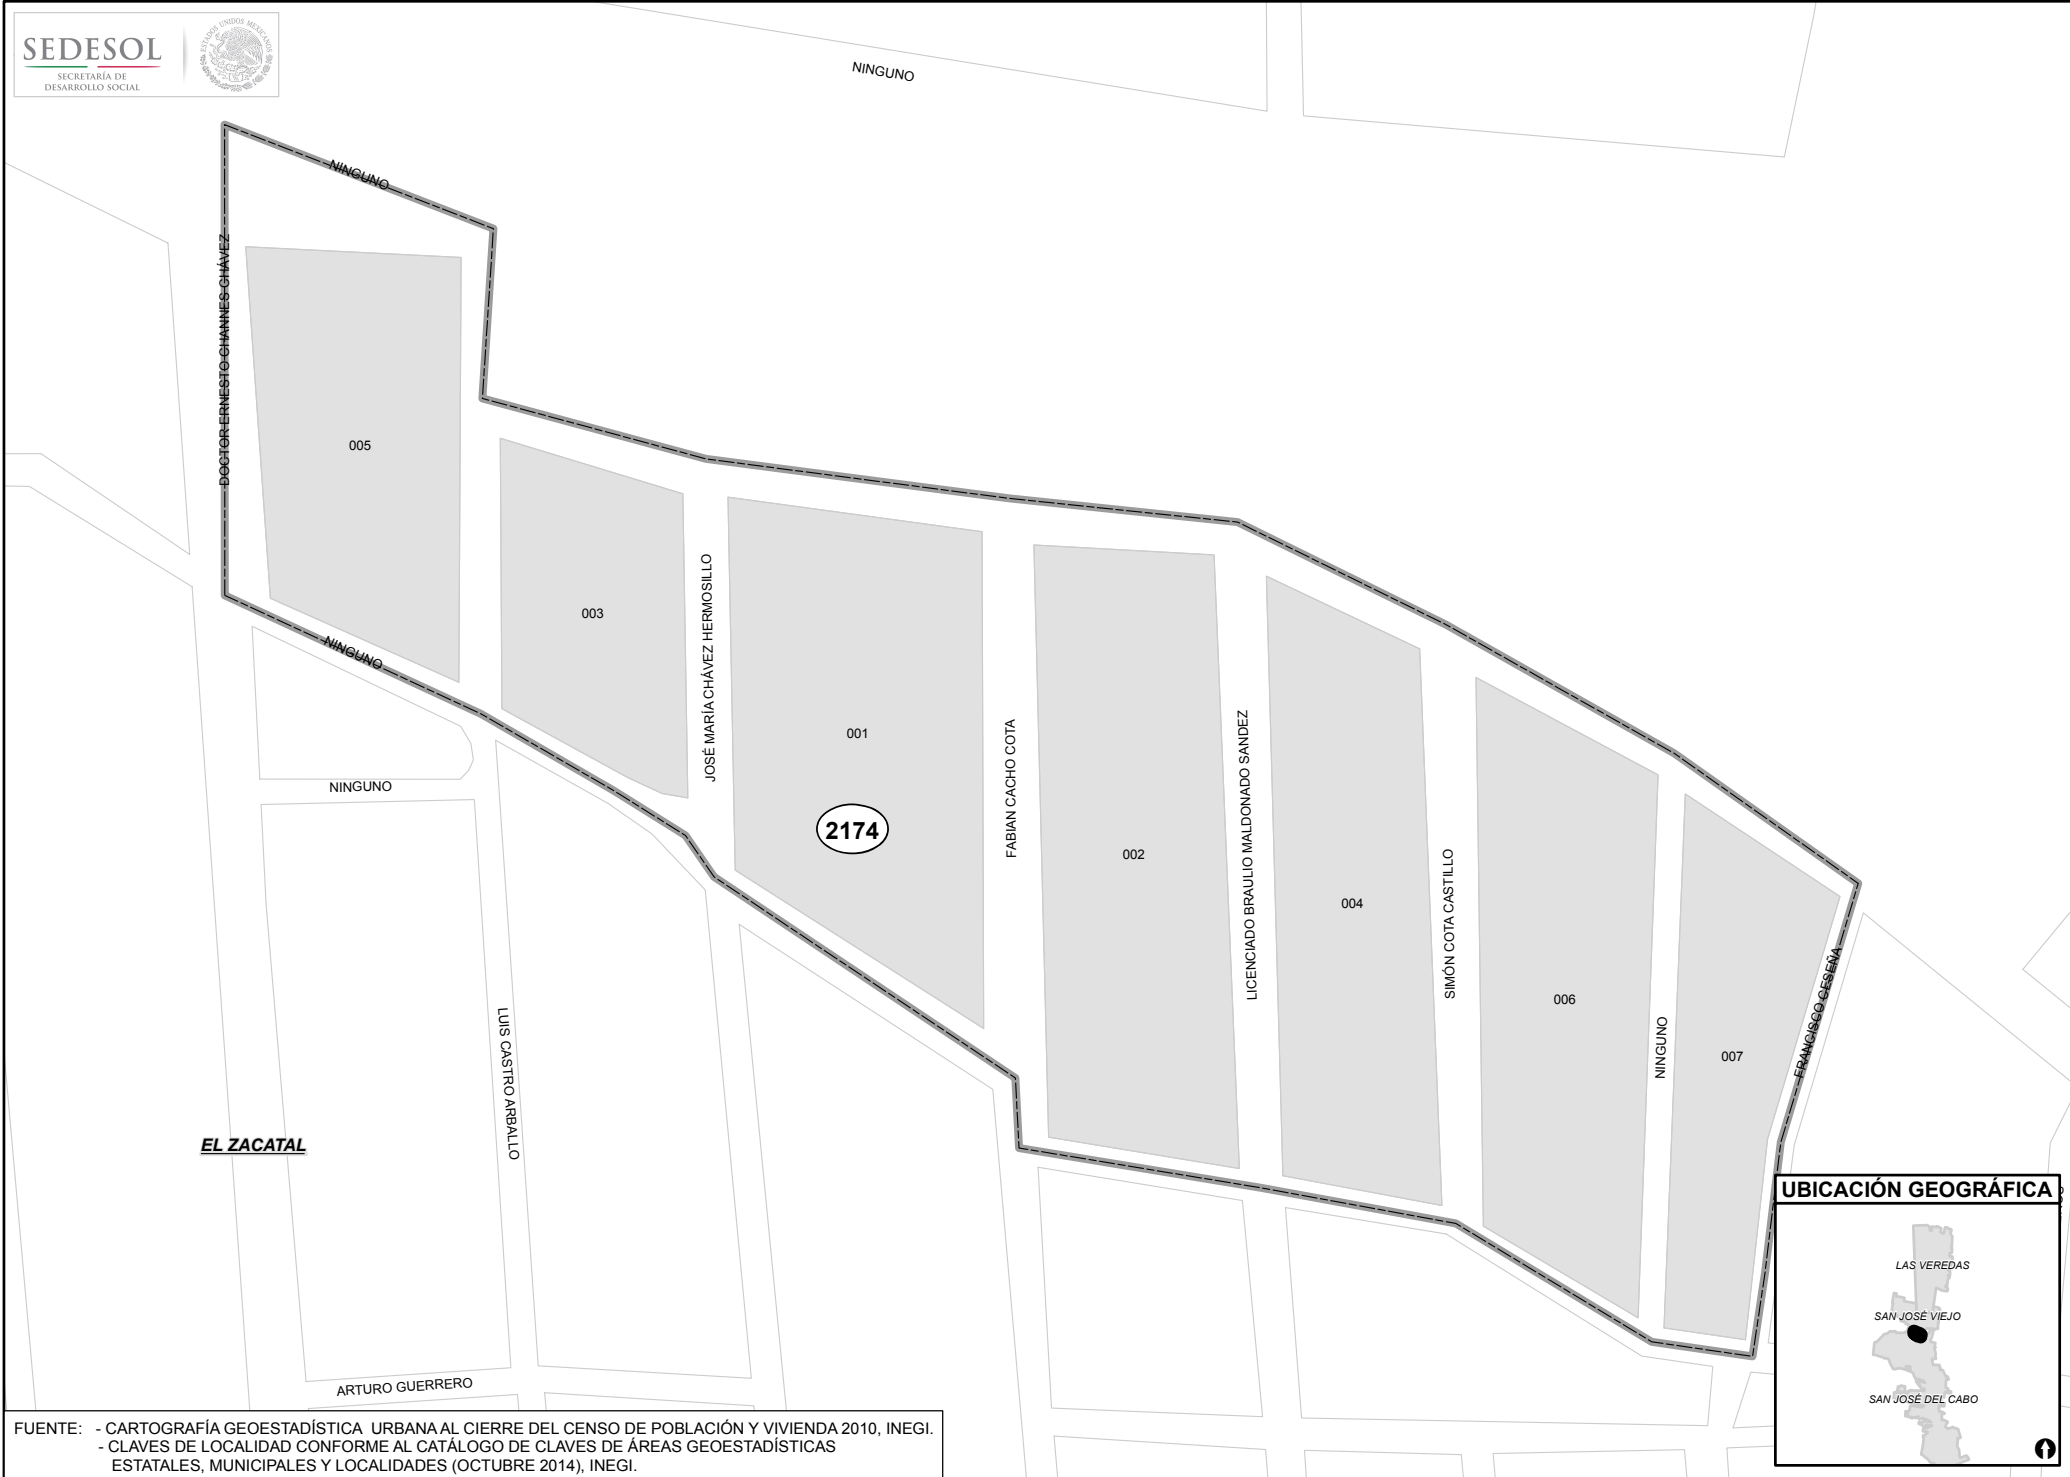 SEDESOL
SECRETARÍA DE
DESARROLLO SOCIAL
ESTADOS UNIDOS MEXICANOS
NINGUNO
NINGUNO
DOCTOR ERNESTO CHANNES CHÁVEZ
005
003
JOSÉ MARÍA CHÁVEZ HERMOSILLO
NINGUNO
001
2174
FABIAN CACHO COTA
002
LICENCIADO BRAULIO MALDONADO SANDEZ
004
SIMÓN COTA CASTILLO
006
NINGUNO
007
FRANCISCO CESEÑA
NINGUNO
LUIS CASTRO ARBALLO
EL ZACATAL
ARTURO GUERRERO
UBICACIÓN GEOGRÁFICA
LAS VEREDAS
SAN JOSÉ VIEJO
SAN JOSÉ DEL CABO
FUENTE: - CARTOGRAFÍA GEOESTADÍSTICA URBANA AL CIERRE DEL CENSO DE POBLACIÓN Y VIVIENDA 2010, INEGI.
- CLAVES DE LOCALIDAD CONFORME AL CATÁLOGO DE CLAVES DE ÁREAS GEOESTADÍSTICAS
ESTATALES, MUNICIPALES Y LOCALIDADES (OCTUBRE 2014), INEGI.